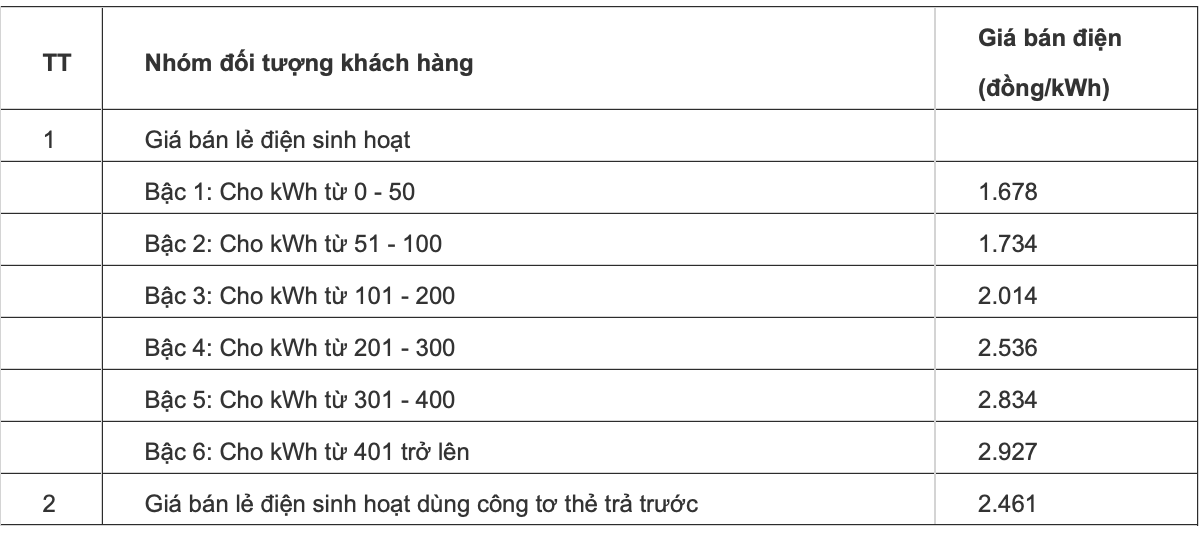 TT
Nhóm đối tượng khách hàng
Giá bán điện
(đồng/kWh)
1
Giá bán lẻ điện sinh hoạt
Bậc 1: Cho kWh từ 0 - 50
1.678
Bậc 2: Cho kWh từ 51 - 100
1.734
Bậc 3: Cho kWh từ 101 - 200
2.014
Bậc 4: Cho kWh từ 201 - 300
2.536
Bậc 5: Cho kWh từ 301 - 400
2.834
Bậc 6: Cho kWh từ 401 trở lên
2.927
2
Giá bán lẻ điện sinh hoạt dùng công tơ thẻ trả trước
2.461